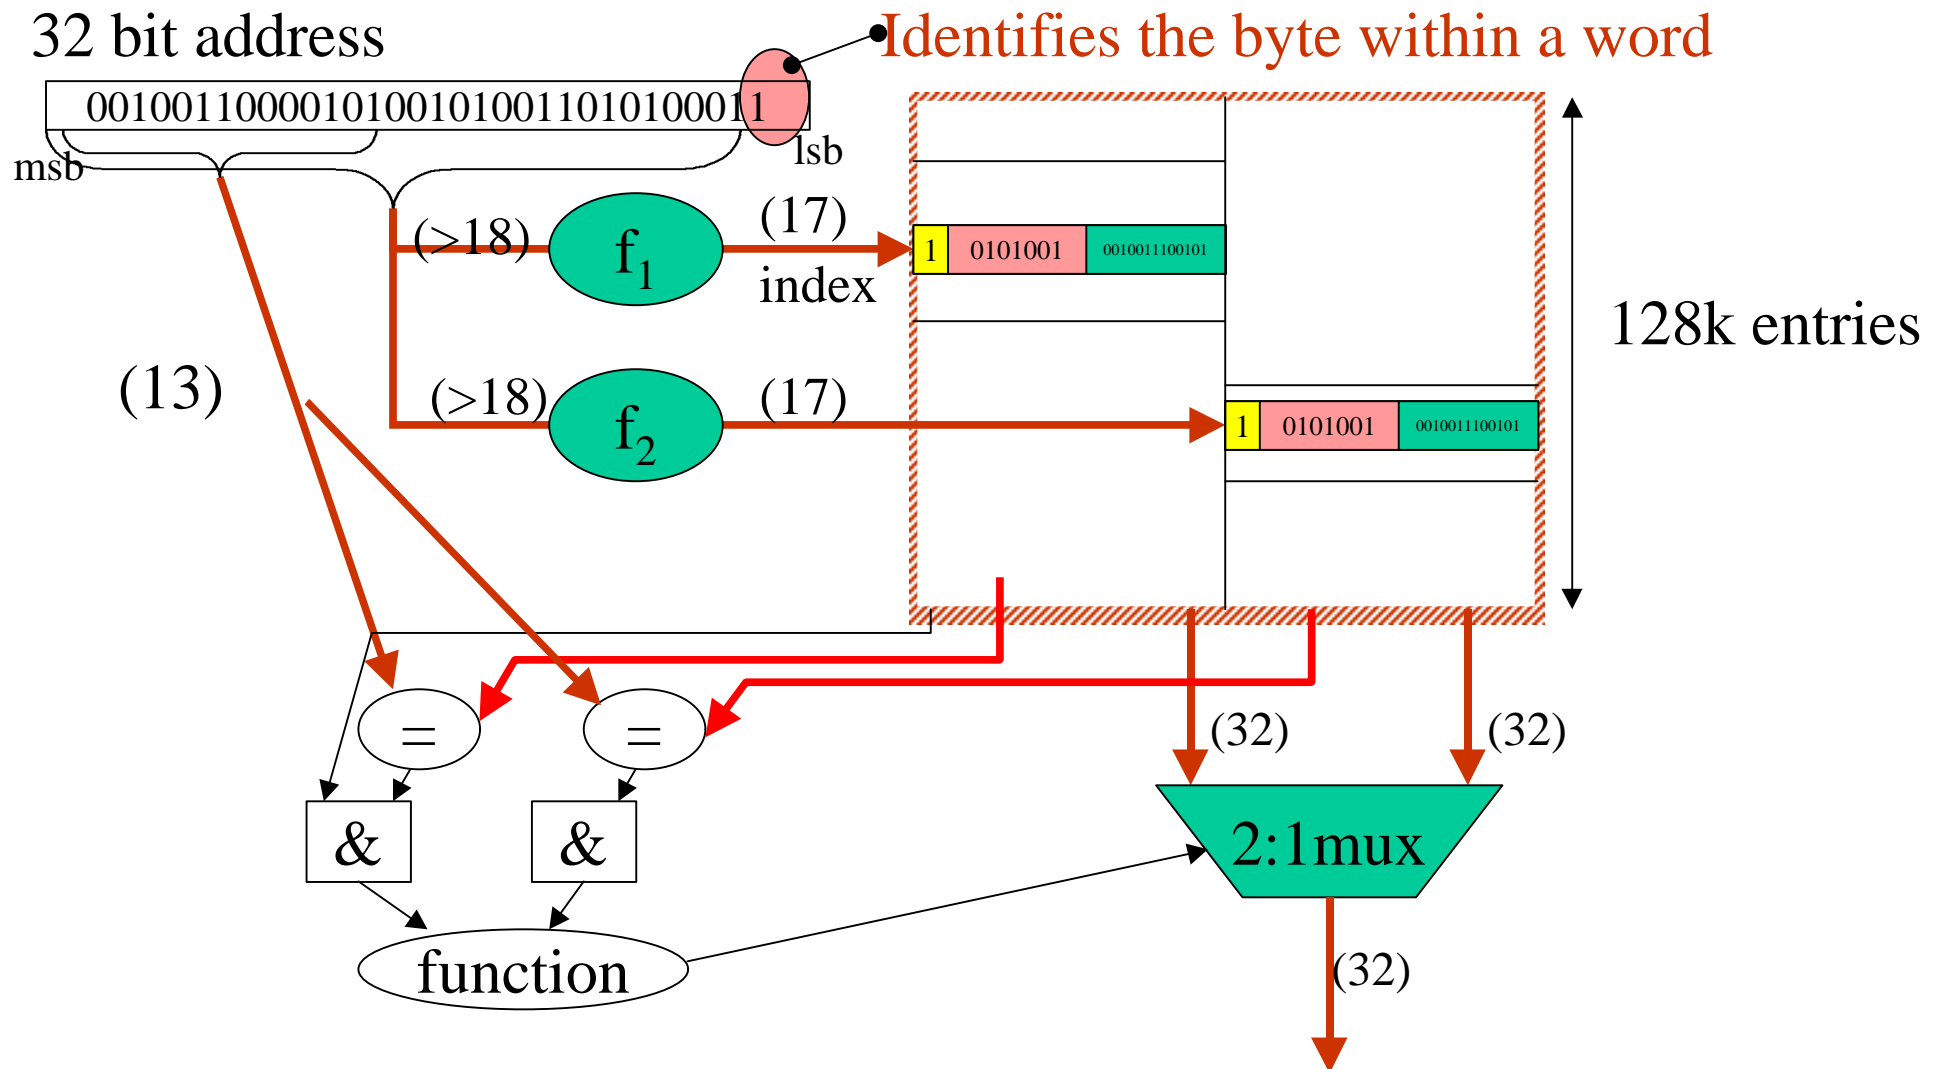 32 bit address
Identifies the byte within a word
00100110000101001010011010100011
msb
lsb
(>18)
f1
(17)
index
1
0101001
0010011100101
128k entries
(13)
(>18)
f2
(17)
1
0101001
0010011100101
=
=
(32)
(32)
&
&
2:1mux
function
(32)